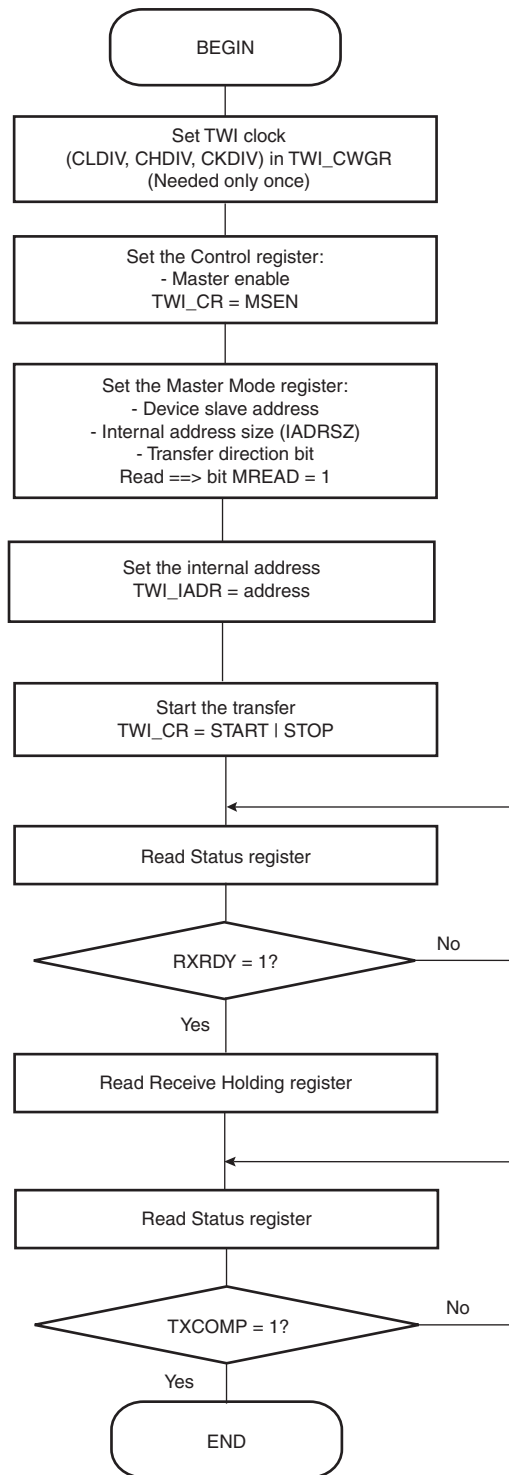 BEGIN
Set TWI clock
(CLDIV, CHDIV, CKDIV) in TWI_CWGR
(Needed only once)
Set the Control register:
- Master enable
TWI_CR = MSEN
Set the Master Mode register:
- Device slave address
- Internal address size (IADRSZ)
- Transfer direction bit
Read ==> bit MREAD = 1
Set the internal address
TWI_IADR = address
Start the transfer
TWI_CR = START | STOP
Read Status register
RXRDY = 1?
No
Yes
Read Receive Holding register
Read Status register
TXCOMP = 1?
No
Yes
END